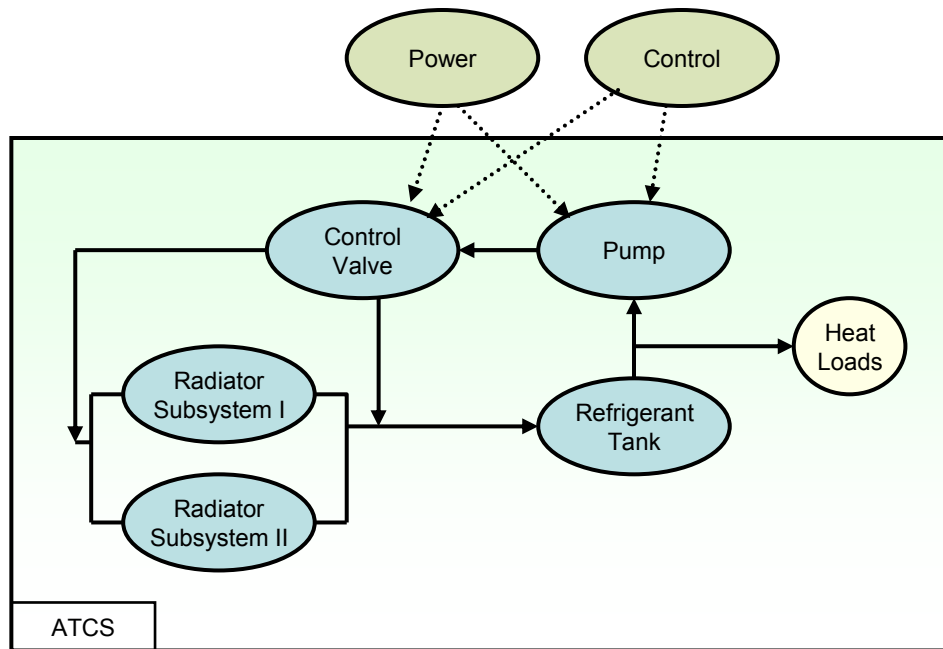 Power
Control
Control
Valve
Pump
Heat
Loads
Radiator
Subsystem I
Refrigerant
Tank
Radiator
Subsystem II
ATCS